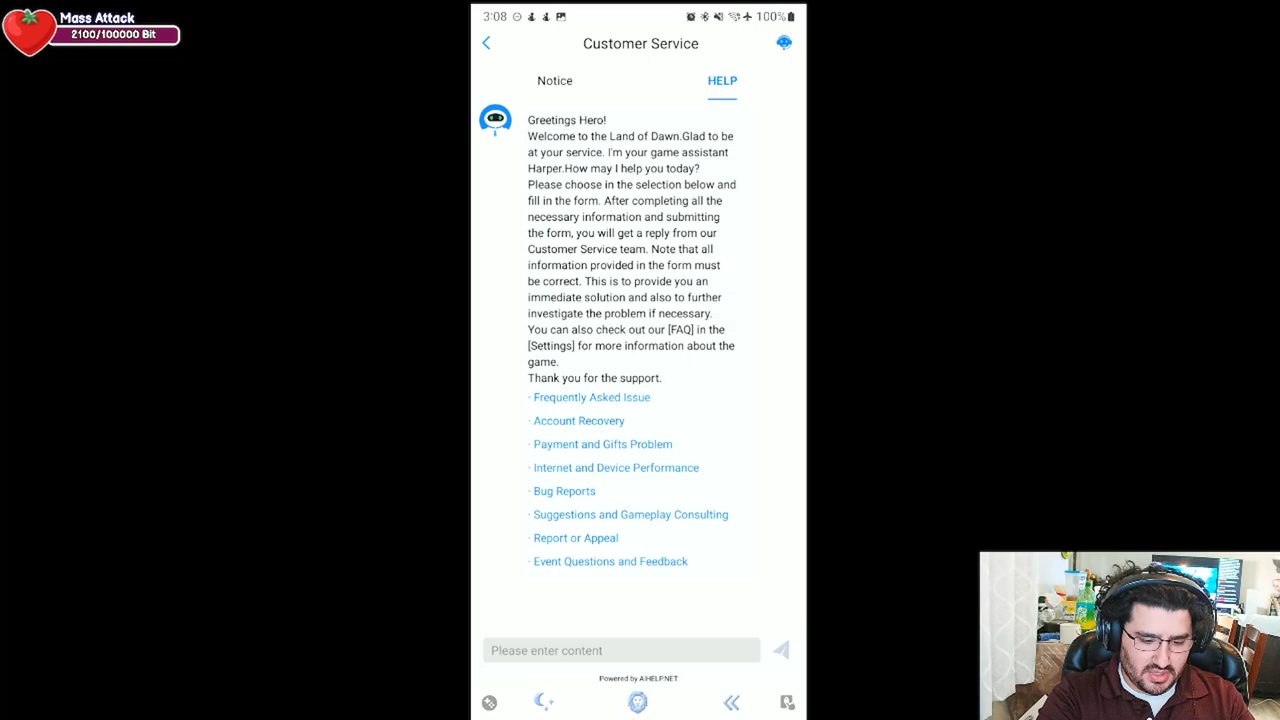 Mass Attack
2100/100000 Bit
3:08
100%
Customer Service
Notice
HELP
Greetings Hero!
Welcome to the Land of Dawn.Glad to be
at your service. I'm your game assistant
Harper.How may I help you today?
Please choose in the selection below and
fill in the form. After completing all the
necessary information and submitting
the form, you will get a reply from our
Customer Service team. Note that all
information provided in the form must
be correct. This is to provide you an
immediate solution and also to further
investigate the problem if necessary.
You can also check out our [FAQ] in the
[Settings] for more information about the
game.
Thank you for the support.
· Frequently Asked Issue
· Account Recovery
· Payment and Gifts Problem
· Internet and Device Performance
· Bug Reports
· Suggestions and Gameplay Consulting
· Report or Appeal
· Event Questions and Feedback
Please enter content
Powered by AIHELP.NET